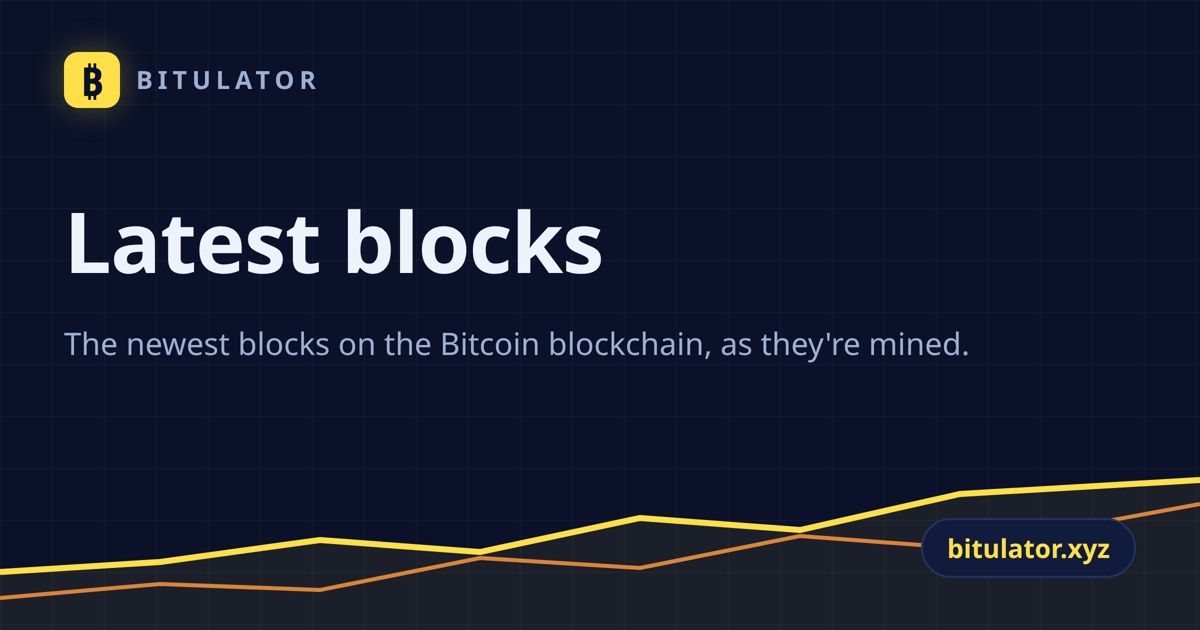 BITULATOR
Latest blocks
The newest blocks on the Bitcoin blockchain, as they're mined.
bitulator.xyz